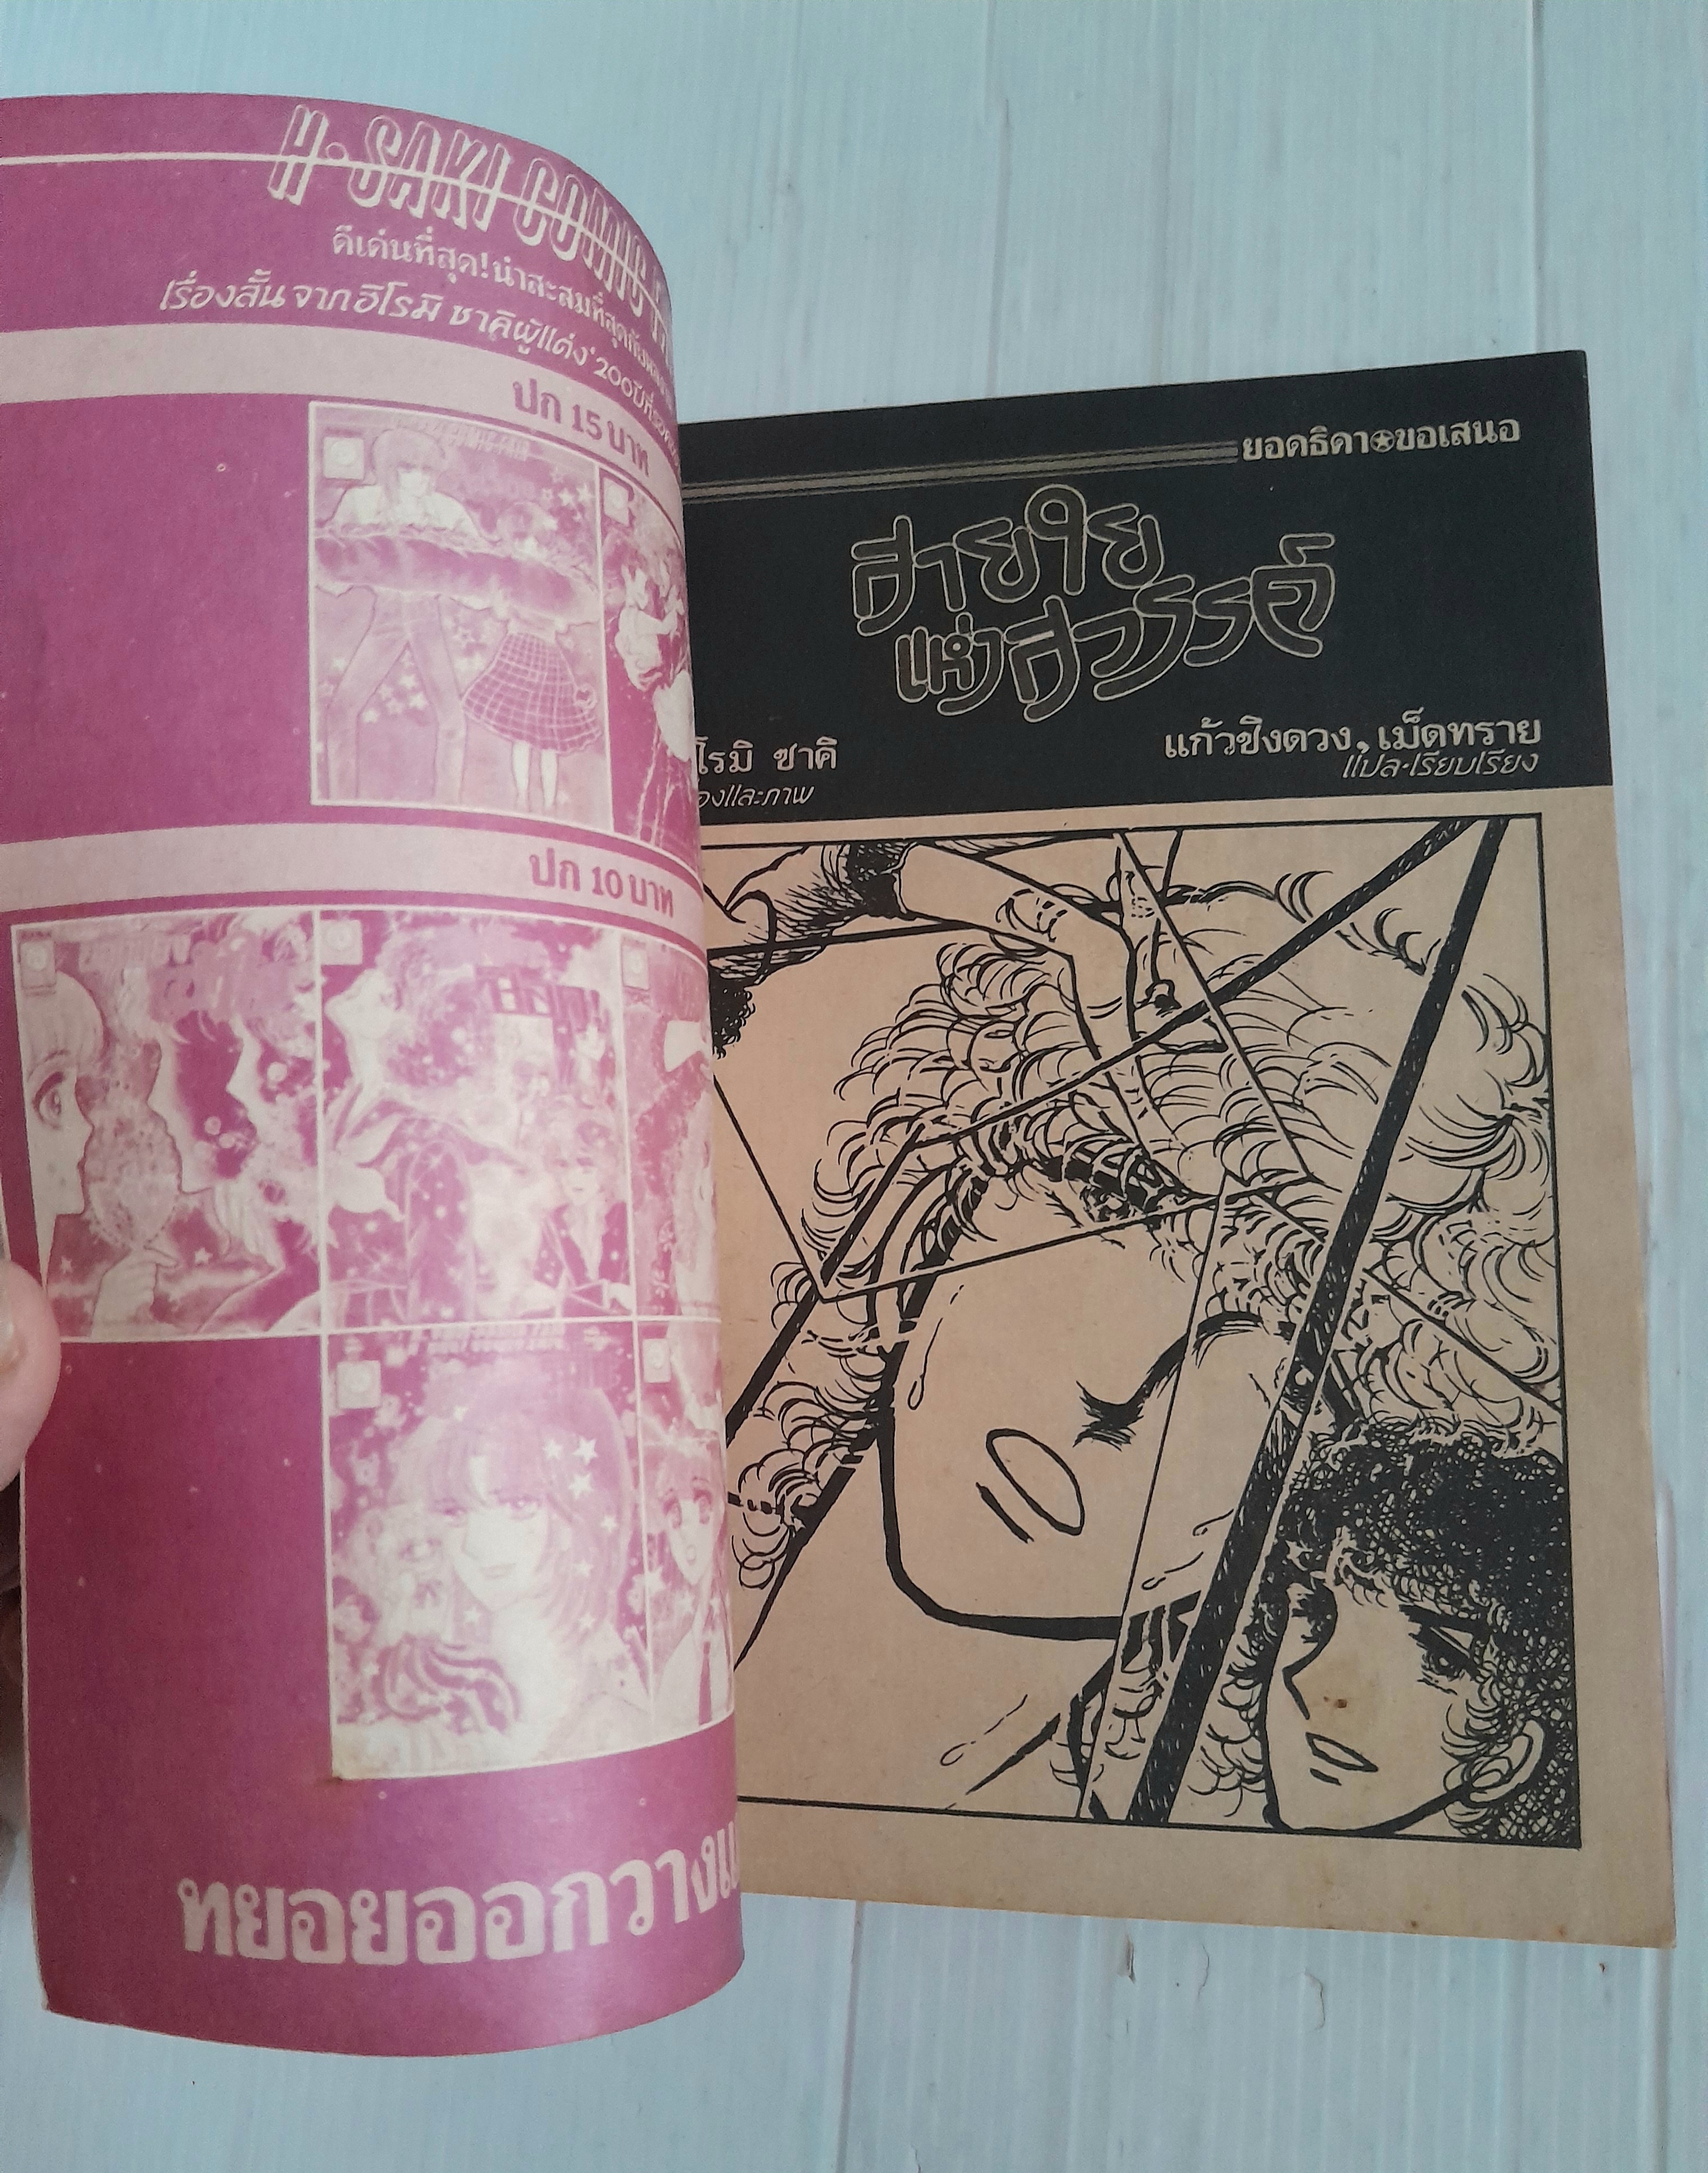 H. SAKI COMIC
ดีเด่นที่สุด! น่าสะสมที่สุด
เรื่องสั้น จาก ฮิโรมิ ซาคิ ผู้แต่ง '200 ปี
ปก 15 บาท
ปก 10 บาท
ทยอยออกวาง
ยอดธิดา ขอเสนอ
สายใย
แห่งสวรรค์
โรมิ ซาคิ
องและภาพ
แก้วชิงดวง, เม็ดทราย
แปล-เรียบเรียง